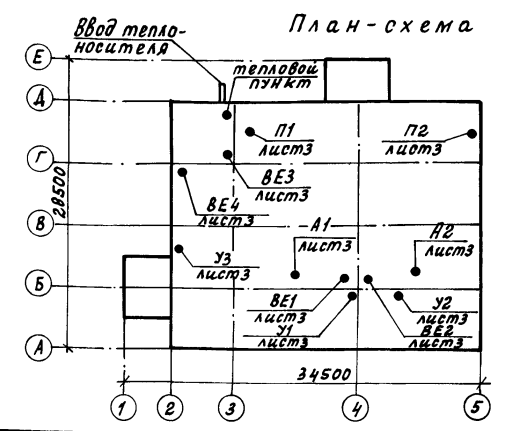 План-схема
Ввод тепло-
носителя
тепловой
пункт
Е
Д
П1
лист3
П2
лист3
Г
ВЕ3
лист3
ВЕ4
лист3
28500
В
А1
лист3
А2
лист3
У3
лист3
Б
ВЕ1
лист3
У1
лист3
У2
лист3
ВЕ2
лист3
А
34500
1
2
3
4
5